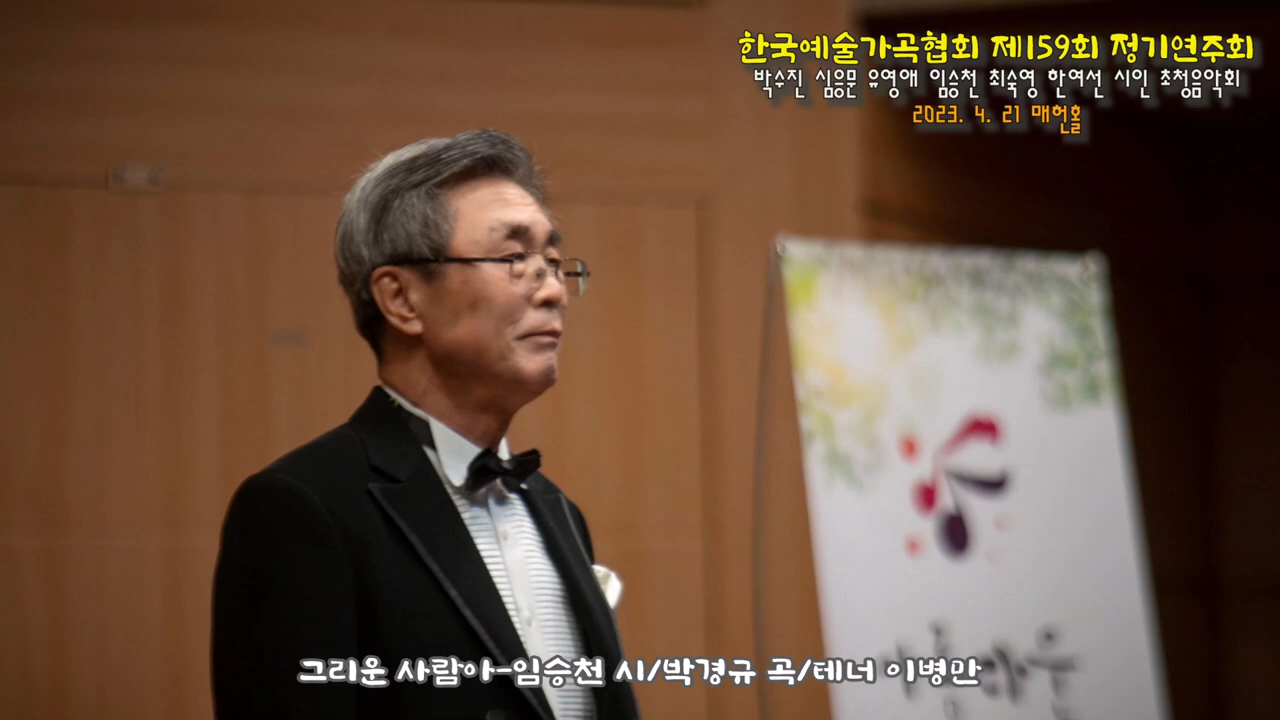 한국예술가곡협회 제159회 정기연주회
박수진 심응문 유영애 임승천 최숙영 한여선 시인 초청음악회
2023. 4. 21 매헌홀
그리운 사람아-임승천 시/박경규 곡/테너 이병만